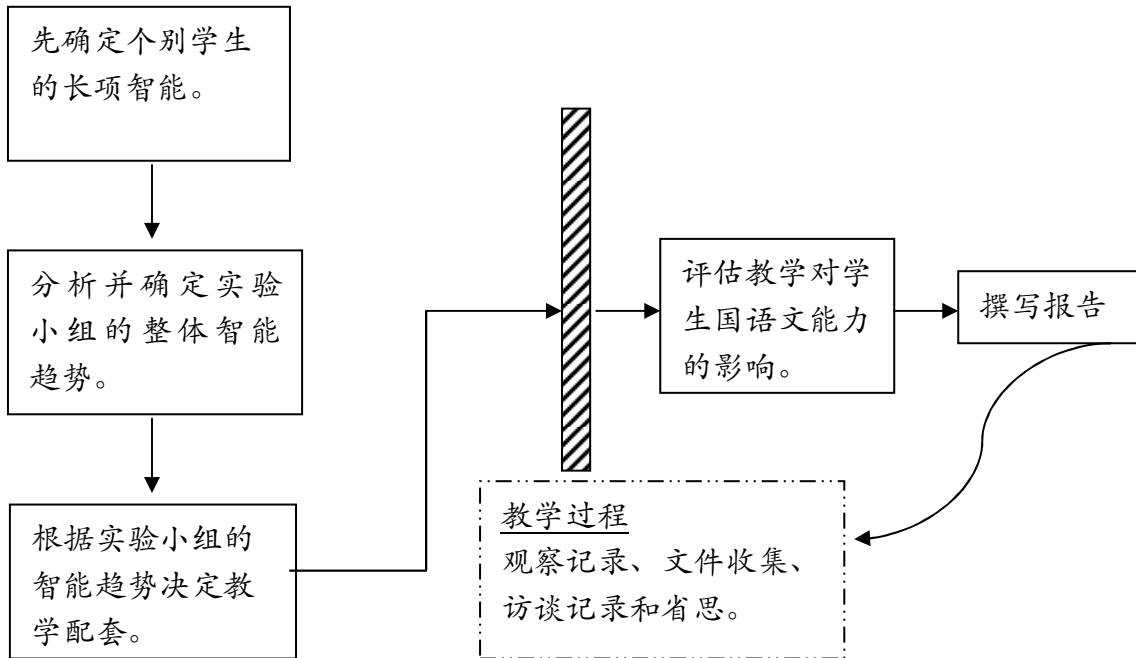 先确定个别学生
的长项智能。
分析并确定实验
小组的整体智能
趋势。
根据实验小组的
智能趋势决定教
学配套。
评估教学对学
生国语文能力
的影响。
撰写报告
教学过程
观察记录、文件收集、
访谈记录和省思。